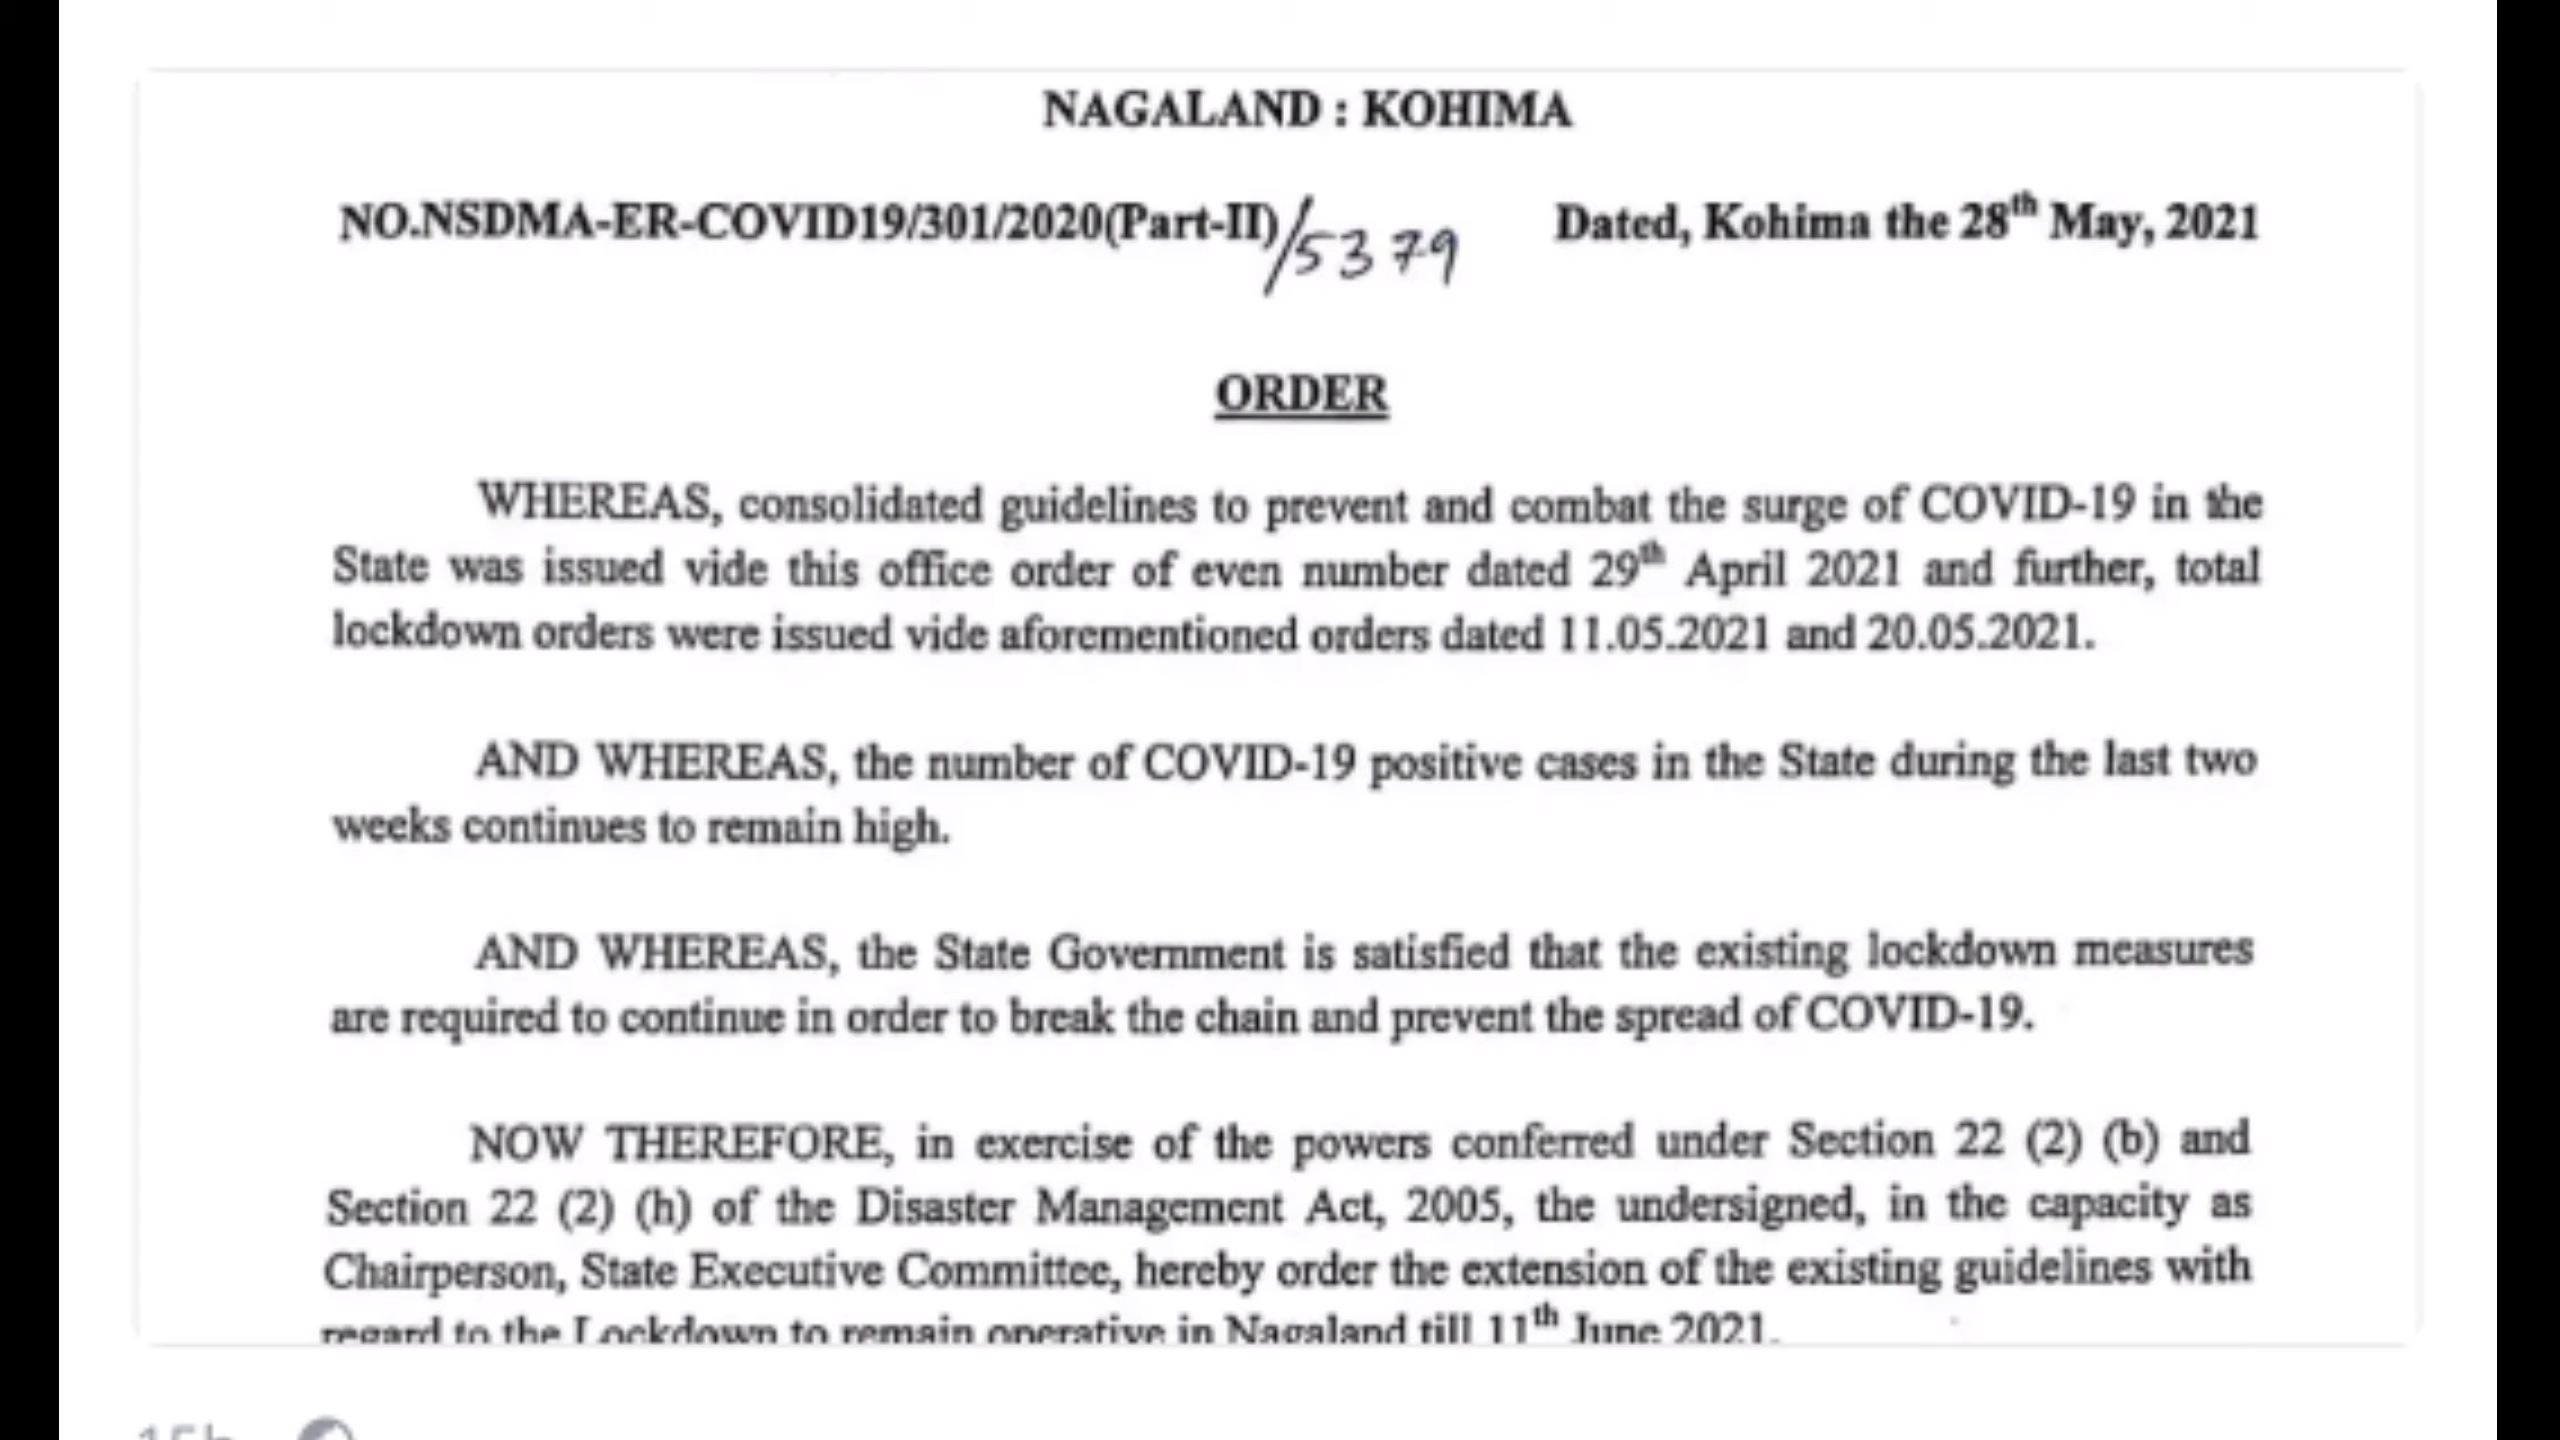 NAGALAND : KOHIMA
NO.NSDMA-ER-COVID19/301/2020(Part-II)/5379 Dated, Kohima the 28th May, 2021
ORDER
WHEREAS, consolidated guidelines to prevent and combat the surge of COVID-19 in the
State was issued vide this office order of even number dated 29th April 2021 and further, total
lockdown orders were issued vide aforementioned orders dated 11.05.2021 and 20.05.2021.
AND WHEREAS, the number of COVID-19 positive cases in the State during the last two
weeks continues to remain high.
AND WHEREAS, the State Government is satisfied that the existing lockdown measures
are required to continue in order to break the chain and prevent the spread of COVID-19.
NOW THEREFORE, in exercise of the powers conferred under Section 22 (2) (b) and
Section 22 (2) (h) of the Disaster Management Act, 2005, the undersigned, in the capacity as
Chairperson, State Executive Committee, hereby order the extension of the existing guidelines with
regard to the Lockdown to remain operative in Nagaland till 11th June 2021.